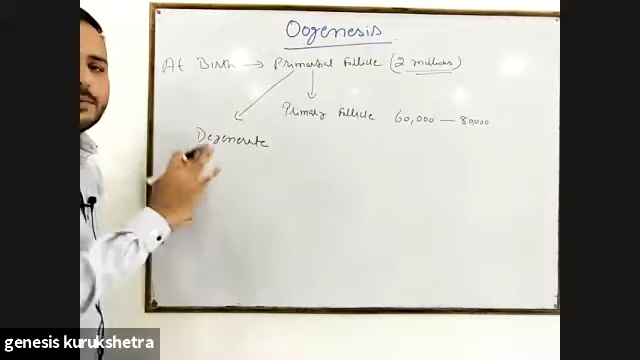 Oogenesis
At Birth → Primordial Follicle (2 millions)
Primary Follicle 60,000 — 80,000
Degenerate
genesis kurukshetra